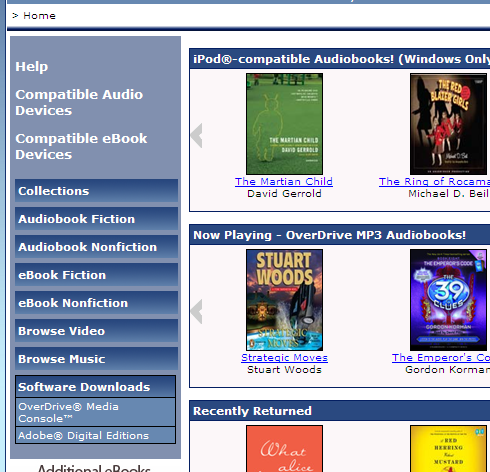 > Home
Help
Compatible Audio
Devices
Compatible eBook
Devices
Collections
Audiobook Fiction
Audiobook Nonfiction
eBook Fiction
eBook Nonfiction
Browse Video
Browse Music
Software Downloads
OverDrive® Media
Console™
Adobe® Digital Editions
Additional eBooks
iPod®-compatible Audiobooks! (Windows Only
THE MARTIAN CHILD
DAVID GERROLD
THE RED
BLAZER GIRLS
The Martian Child
David Gerrold
The Ring of Rocama
Michael D. Beil
Now Playing - OverDrive MP3 Audiobooks!
STUART
WOODS
STRATEGIC
MOVES
THE EMPEROR'S CODE
THE
39
CLUES
GORDON KORMAN
Strategic Moves
Stuart Woods
The Emperor's Co
Gordon Korman
Recently Returned
What
alice
A RED
HERRING
WITHOUT
MUSTARD